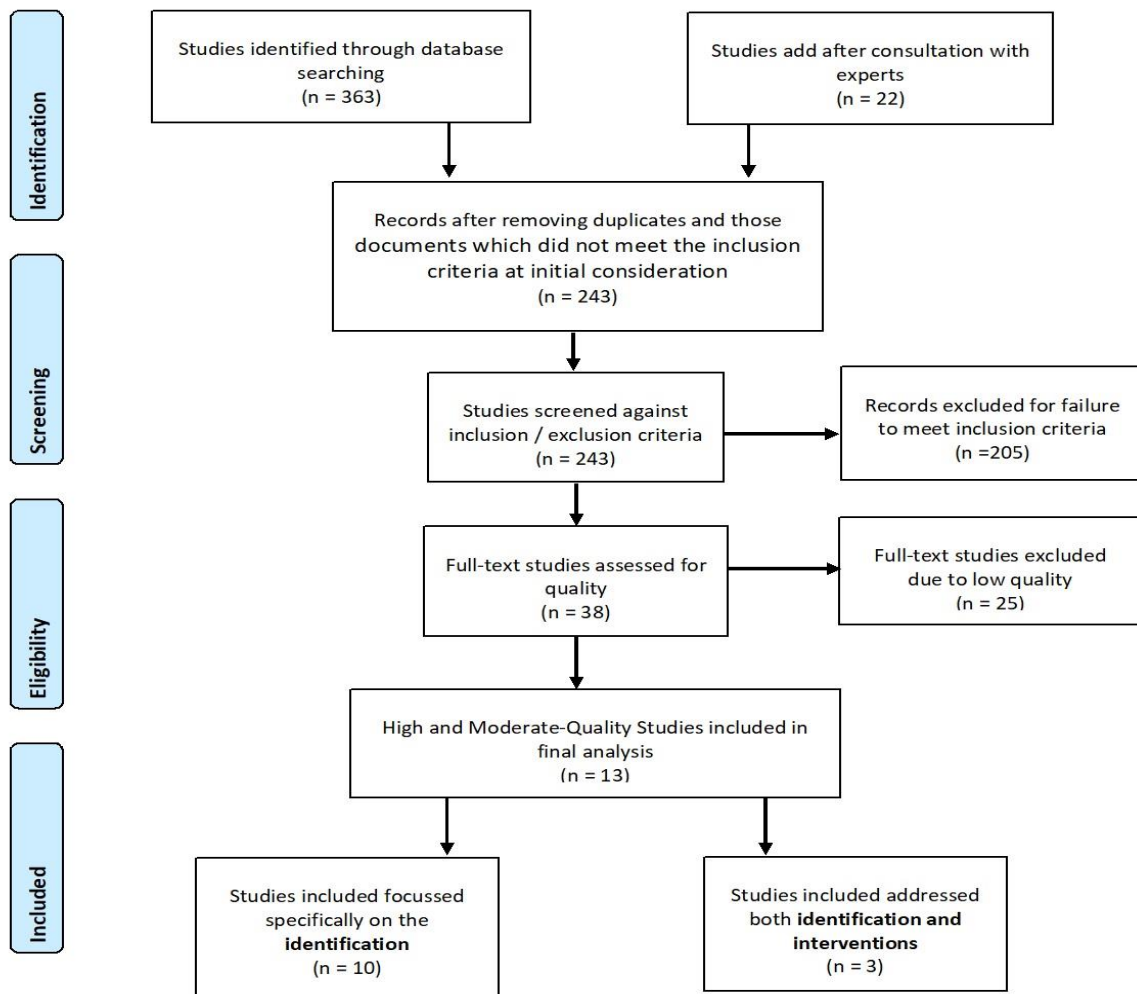 Identification
Studies identified through database
searching
(n = 363)
Studies add after consultation with
experts
(n = 22)
Records after removing duplicates and those
documents which did not meet the inclusion
criteria at initial consideration
(n = 243)
Screening
Studies screened against
inclusion / exclusion criteria
(n = 243)
Records excluded for failure
to meet inclusion criteria
(n =205)
Eligibility
Full-text studies assessed for
quality
(n = 38)
Full-text studies excluded
due to low quality
(n = 25)
High and Moderate-Quality Studies included in
final analysis
(n = 13)
Included
Studies included focussed
specifically on the
identification
(n = 10)
Studies included addressed
both identification and
interventions
(n = 3)